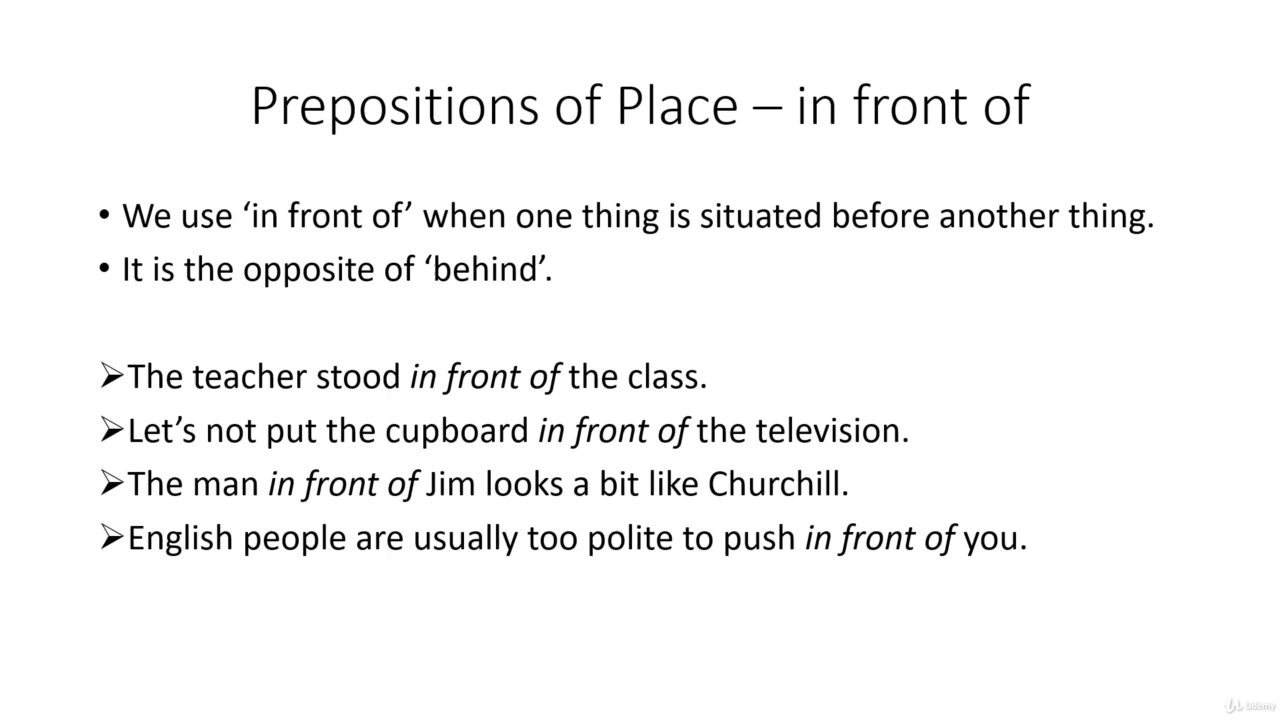 Prepositions of Place – in front of
• We use ‘in front of’ when one thing is situated before another thing.
• It is the opposite of ‘behind’.
➢The teacher stood in front of the class.
➢Let’s not put the cupboard in front of the television.
➢The man in front of Jim looks a bit like Churchill.
➢English people are usually too polite to push in front of you.
Udemy